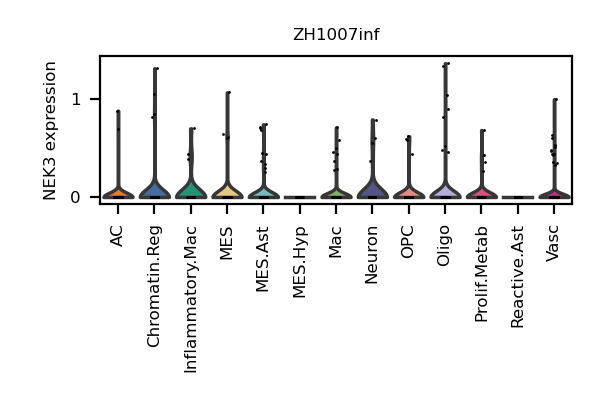 ZH1007inf
NEK3 expression
1
0
AC
Chromatin.Reg
Inflammatory.Mac
MES
MES.Ast
MES.Hyp
Mac
Neuron
OPC
Oligo
Prolif.Metab
Reactive.Ast
Vasc